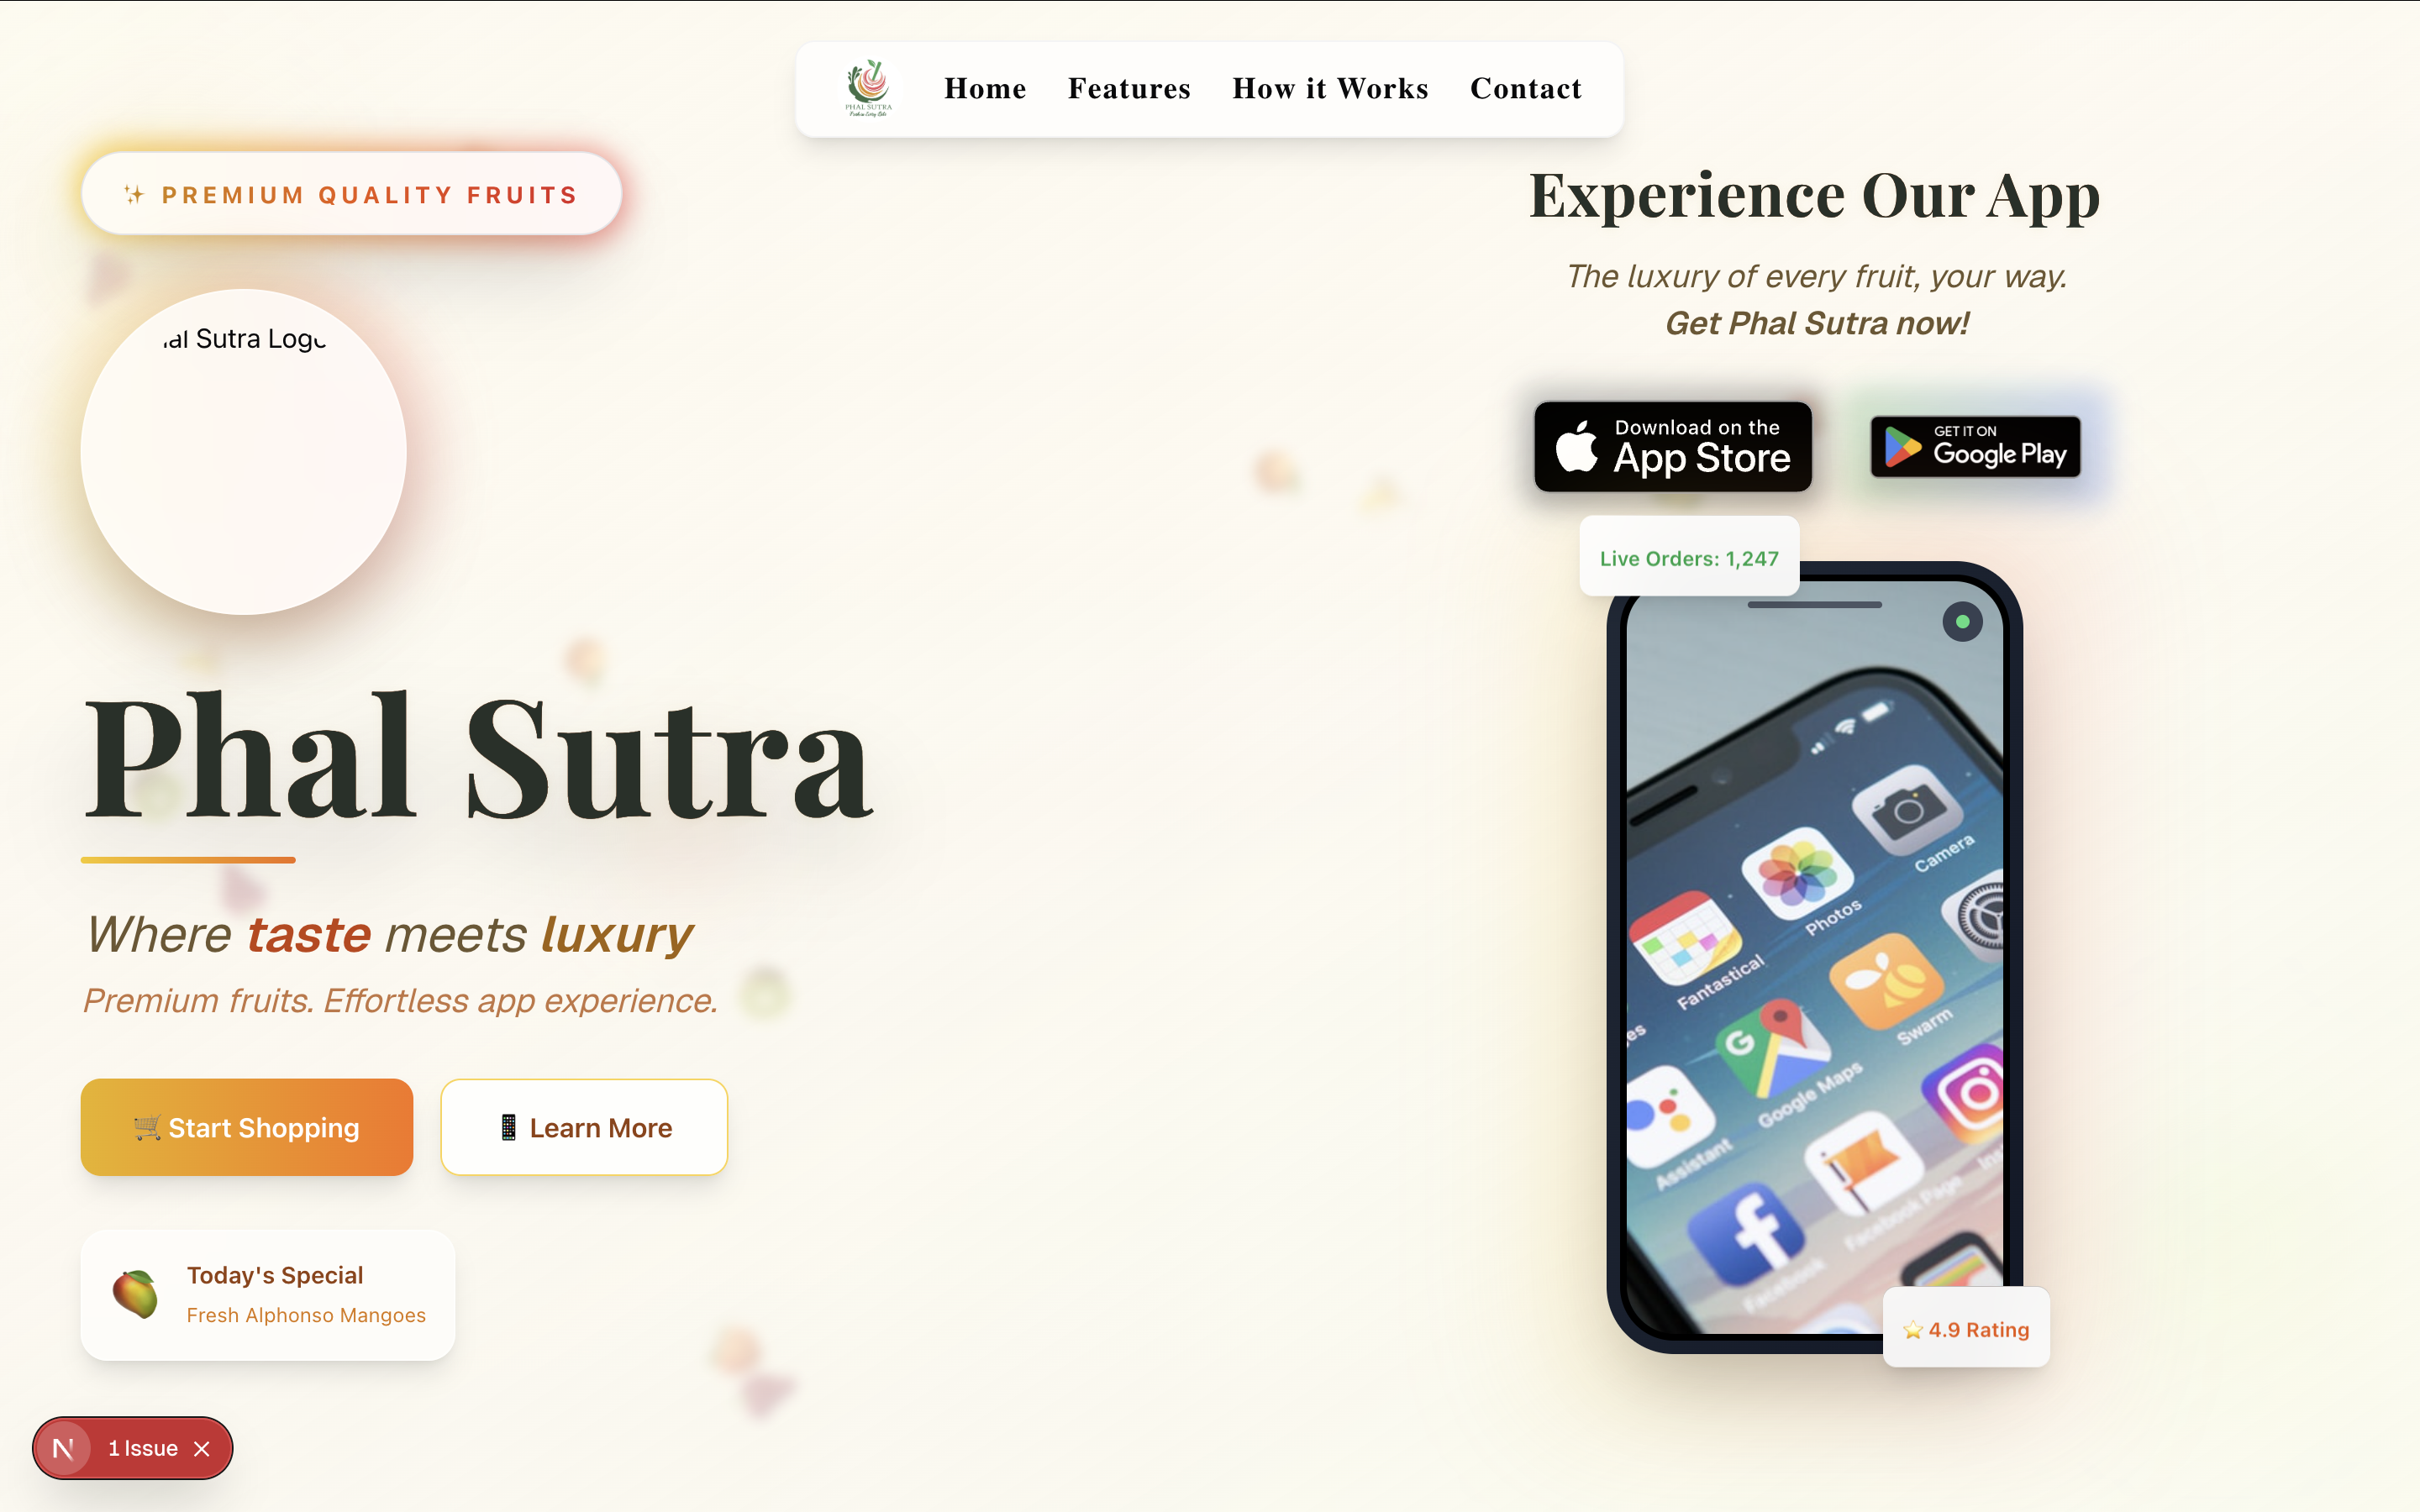 PHAL SUTRA
Home
Features
How it Works
Contact
✨ PREMIUM QUALITY FRUITS
al Sutra Logo
Phal Sutra
Where taste meets luxury
Premium fruits. Effortless app experience.
🛒 Start Shopping
📱 Learn More
Today's Special
Fresh Alphonso Mangoes
1 Issue
Experience Our App
The luxury of every fruit, your way.
Get Phal Sutra now!
Download on the
App Store
GET IT ON
Google Play
Live Orders: 1,247
Camera
Photos
Fantastical
Swarm
Google Maps
Assistant
Facebook Page
Facebook
⭐ 4.9 Rating